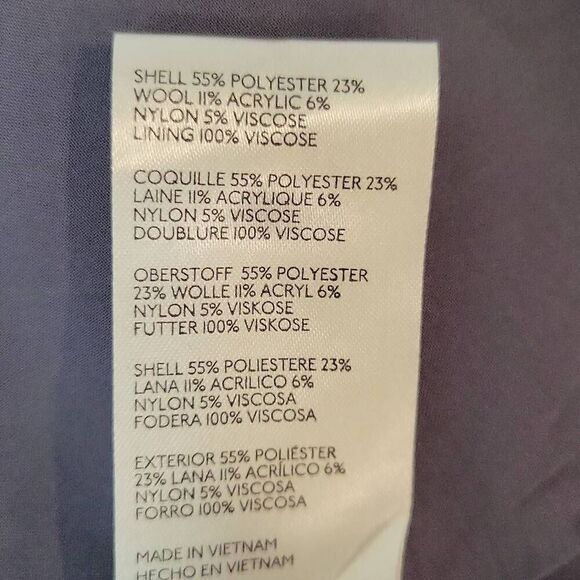 SHELL 55% POLYESTER 23%
WOOL 11% ACRYLIC 6%
NYLON 5% VISCOSE
LINING 100% VISCOSE
COQUILLE 55% POLYESTER 23%
LAINE 11% ACRYLIQUE 6%
NYLON 5% VISCOSE
DOUBLURE 100% VISCOSE
OBERSTOFF 55% POLYESTER
23% WOLLE 11% ACRYL 6%
NYLON 5% VISKOSE
FUTTER 100% VISKOSE
SHELL 55% POLIESTERE 23%
LANA 11% ACRILICO 6%
NYLON 5% VISCOSA
FODERA 100% VISCOSA
EXTERIOR 55% POLIÉSTER
23% LANA 11% ACRÍLICO 6%
NYLON 5% VISCOSA
FORRO 100% VISCOSA
MADE IN VIETNAM
HECHO EN VIETNAM